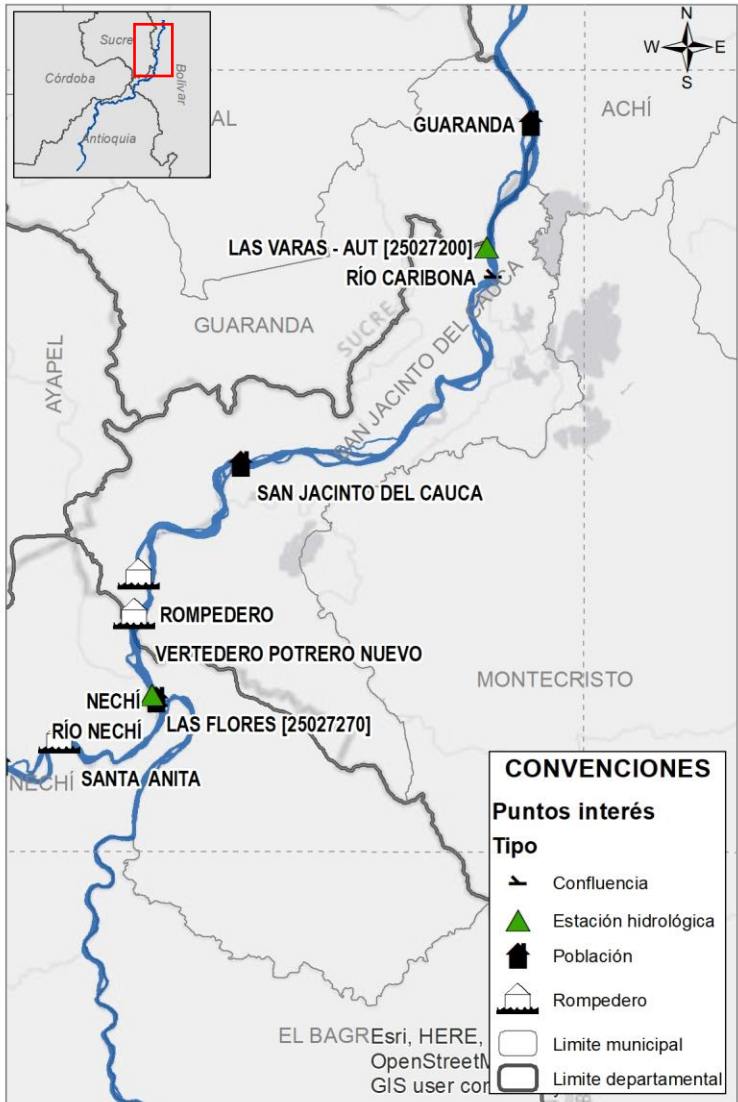 Sucre
Córdoba
Bolívar
Antioquia
N
W E
S
AL
ACHÍ
GUARANDA
LAS VARAS - AUT [25027200]
RÍO CARIBONA
GUARANDA
SUCRE
SAN JACINTO DEL CAUCA
AYAPEL
SAN JACINTO DEL CAUCA
ROMPEDERO
VERTEDERO POTRERO NUEVO
MONTECRISTO
NECHÍ
LAS FLORES [25027270]
RÍO NECHÍ
NECHÍ
SANTA ANITA
CONVENCIONES
Puntos interés
Tipo
Confluencia
Estación hidrológica
Población
Rompedero
Limite municipal
Limite departamental
EL BAGR
Esri, HERE,
OpenStreetM
GIS user con